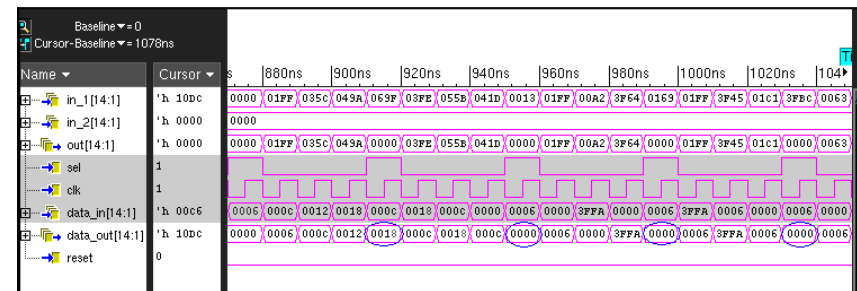 Baseline▼= 0
Cursor-Baseline▼= 1078ns
Name▼ Cursor▼ s 880ns 900ns 920ns 940ns 960ns 980ns 1000ns 1020ns 104
in_1[14:1] 'h 10DC 0000 01FF 035C 049A 069F 03FE 055B 041D 0013 01FF 00A2 3F64 0169 01FF 3F45 01C1 3FBC 0063
in_2[14:1] 'h 0000 0000
out[14:1] 'h 0000 0000 01FF 035C 049A 0000 03FE 055B 041D 0000 01FF 00A2 3F64 0000 01FF 3F45 01C1 0000 0063
sel 1
clk 1
data_in[14:1] 'h 00C6 0006 000C 0012 0018 000C 0018 000C 0000 0006 0000 3FFA 0000 0006 3FFA 0006 0000 0006 0000
data_out[14:1] 'h 10DC 0000 0006 000C 0012 0018 000C 0018 000C 0000 0006 0000 3FFA 0000 0006 3FFA 0006 0000 0006
reset 0